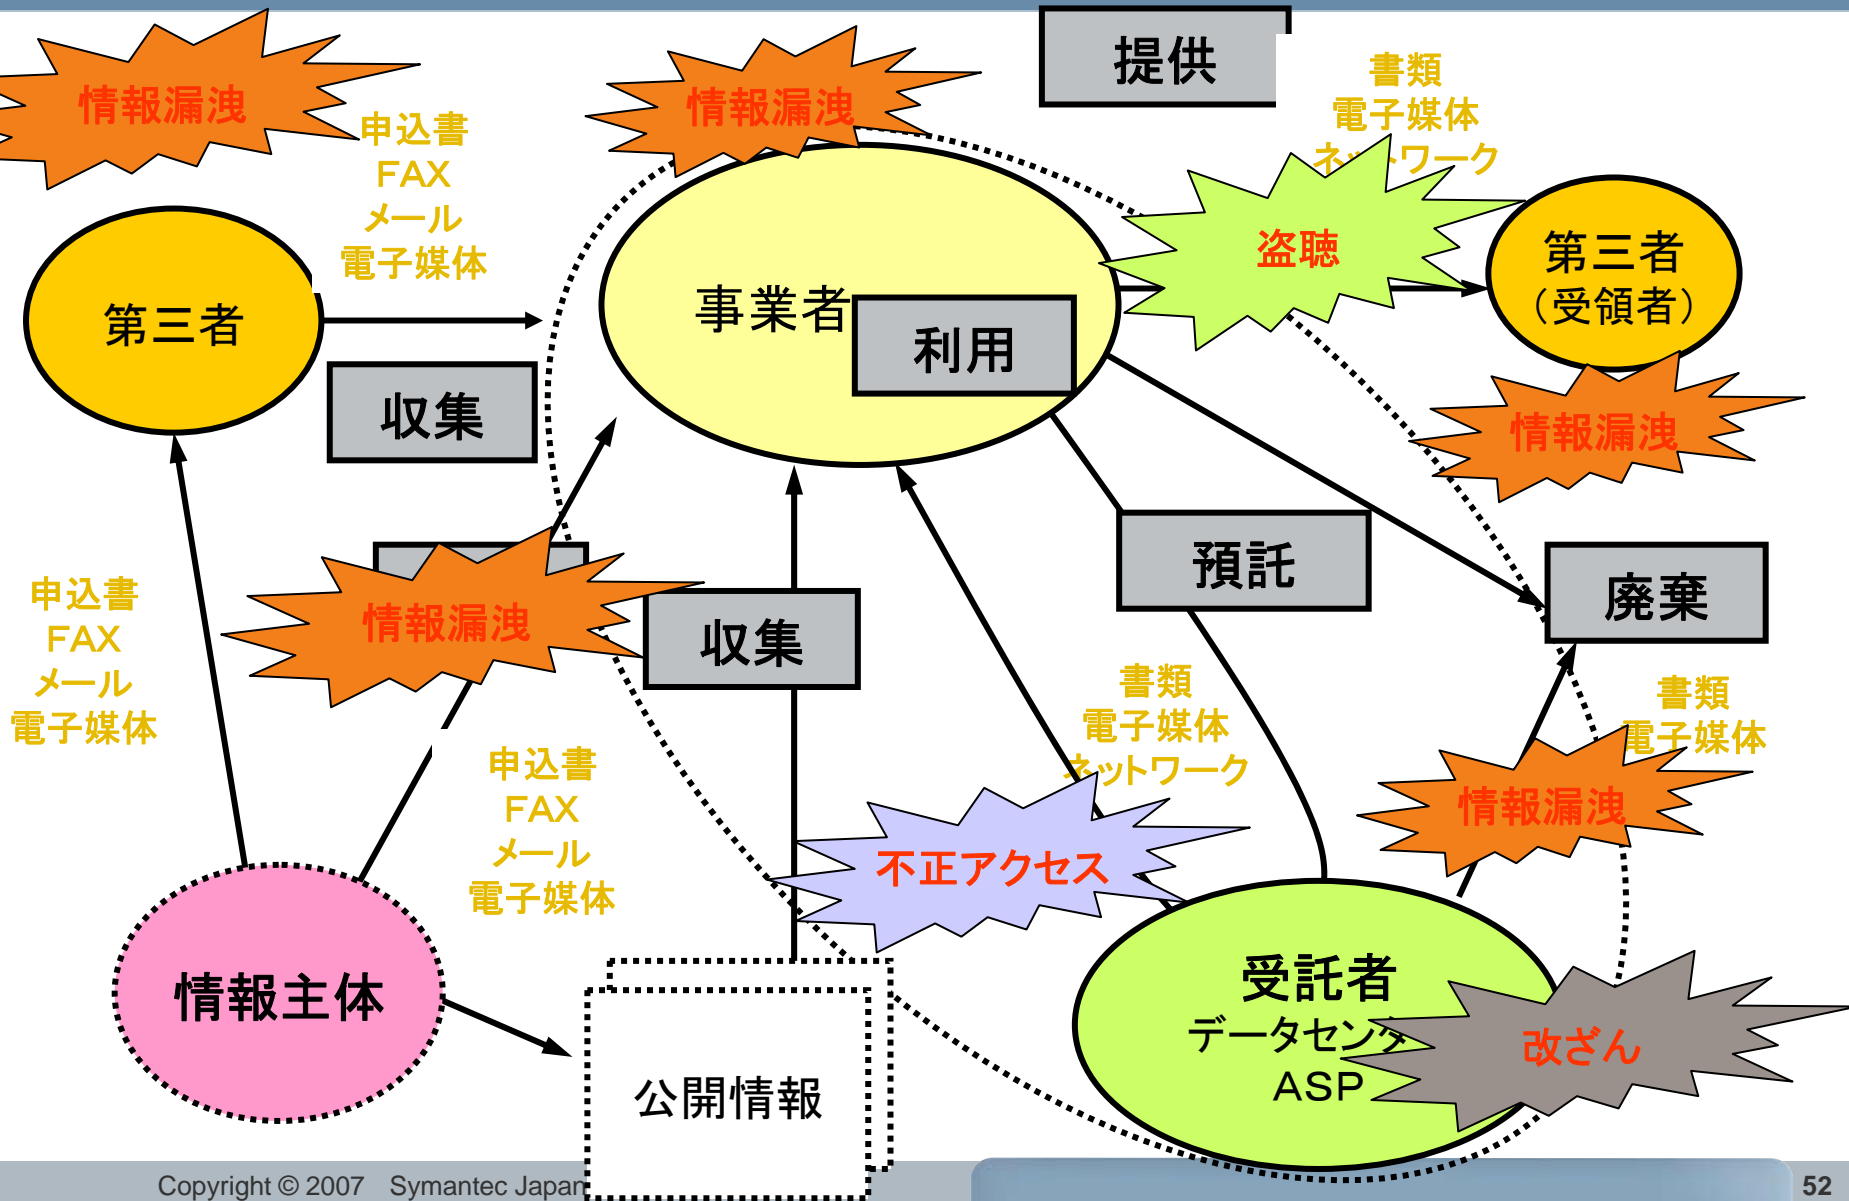 提供
情報漏洩
情報漏洩
書類
電子媒体
ネットワーク
申込書
FAX
メール
電子媒体
盗聴
第三者
（受領者）
第三者
事業者
利用
収集
情報漏洩
預託
廃棄
情報漏洩
収集
申込書
FAX
メール
電子媒体
書類
電子媒体
ネットワーク
書類
電子媒体
情報漏洩
申込書
FAX
メール
電子媒体
不正アクセス
情報主体
受託者
データセンタ
ASP
改ざん
公開情報
Copyright © 2007 Symantec Japan
52